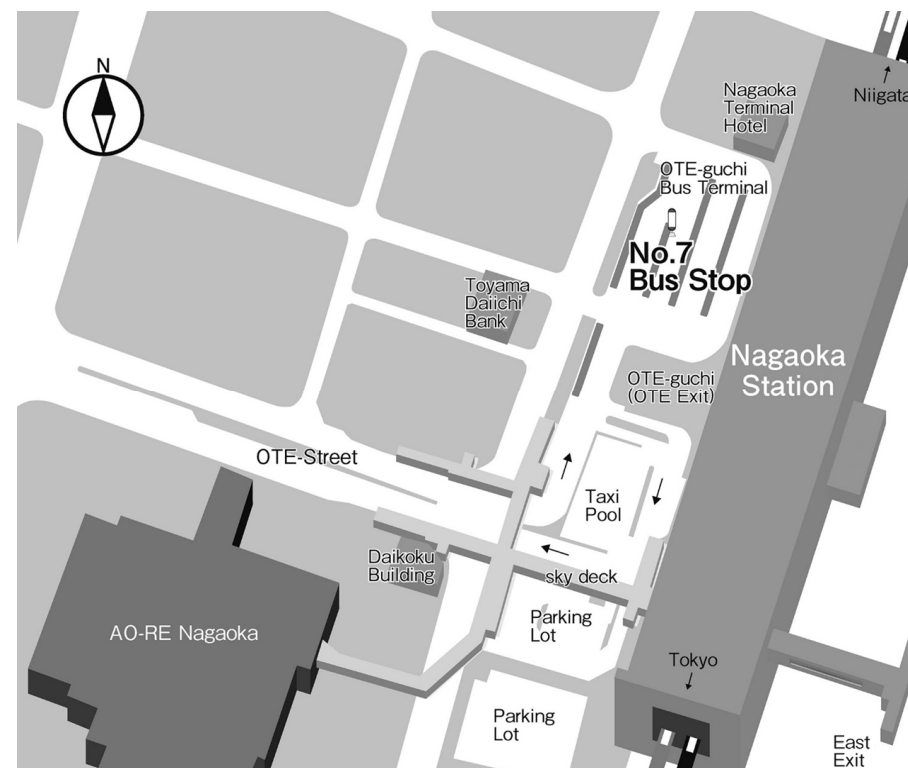 N
Nagaoka
Terminal
Hotel
Niigata
OTE-guchi
Bus Terminal
No.7
Bus Stop
Toyama
Daiichi
Bank
Nagaoka
Station
OTE-guchi
(OTE Exit)
OTE-Street
Taxi
Pool
Daikoku
Building
sky deck
AO-RE Nagaoka
Parking
Lot
Tokyo
Parking
Lot
East
Exit